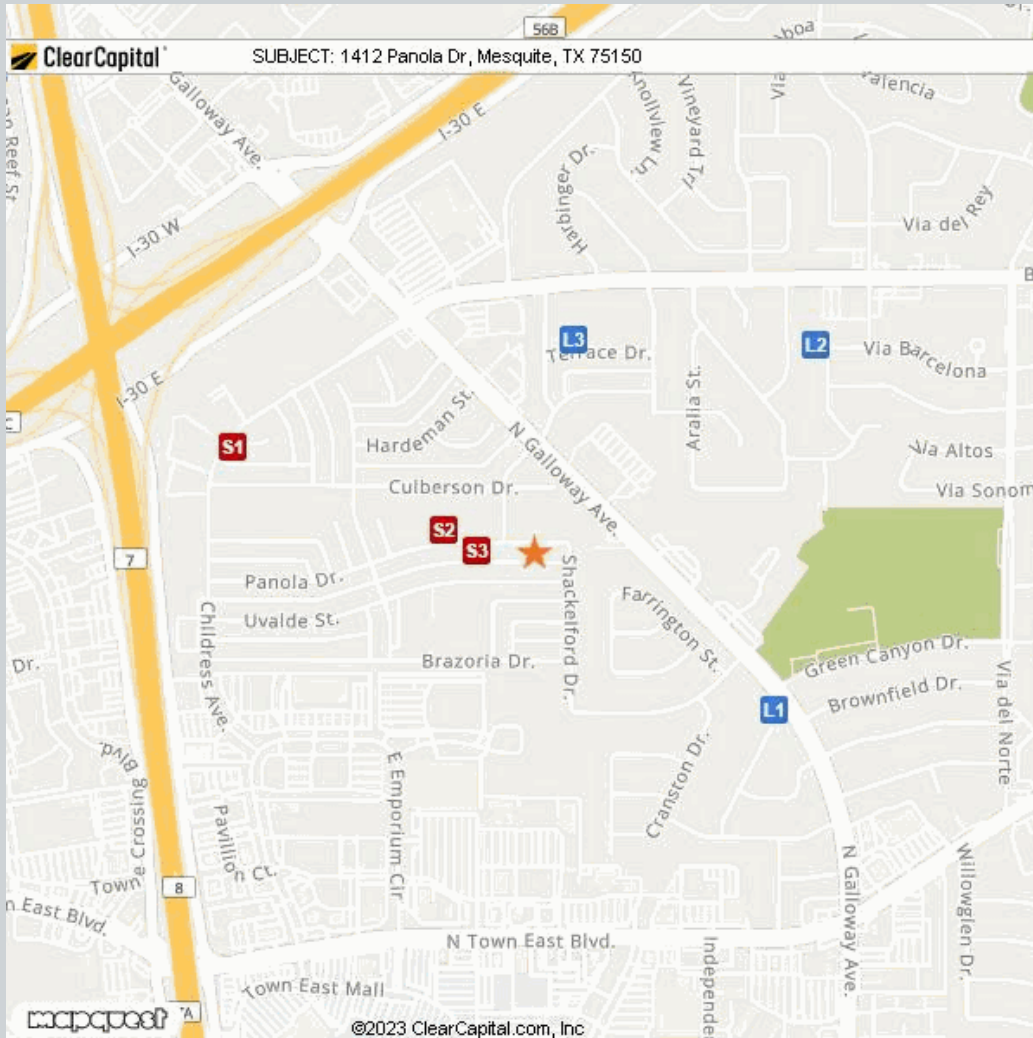 56B
ClearCapital
SUBJECT: 1412 Panola Dr, Mesquite, TX 75150
Galloway Ave.
I-30 E
Knollview Ln.
Vineyard Trl
Valencia
Harbinger Dr.
Via del Rey
I-30 W
L3
Terrace Dr.
L2
Via Barcelona
I-30 E
Hardeman St.
Aralia St.
S1
N Galloway Ave.
Via Altos
Culberson Dr.
Via Sonom
S2
S3
7
Panola Dr.
Shackelford Dr.
Farrington St.
Uvalde St.
Childress Ave.
Brazoria Dr.
Dr.
Green Canyon Dr.
Brownfield Dr.
Via del Norte
L1
Cranston Dr.
E Emporium Cir
e Crossing Blvd.
Pavillion Ct.
Town
8
n East Blvd.
N Galloway Ave.
Willowglen Dr.
N Town East Blvd.
Independe
Town East Mall
mapquest
©2023 ClearCapital.com, Inc